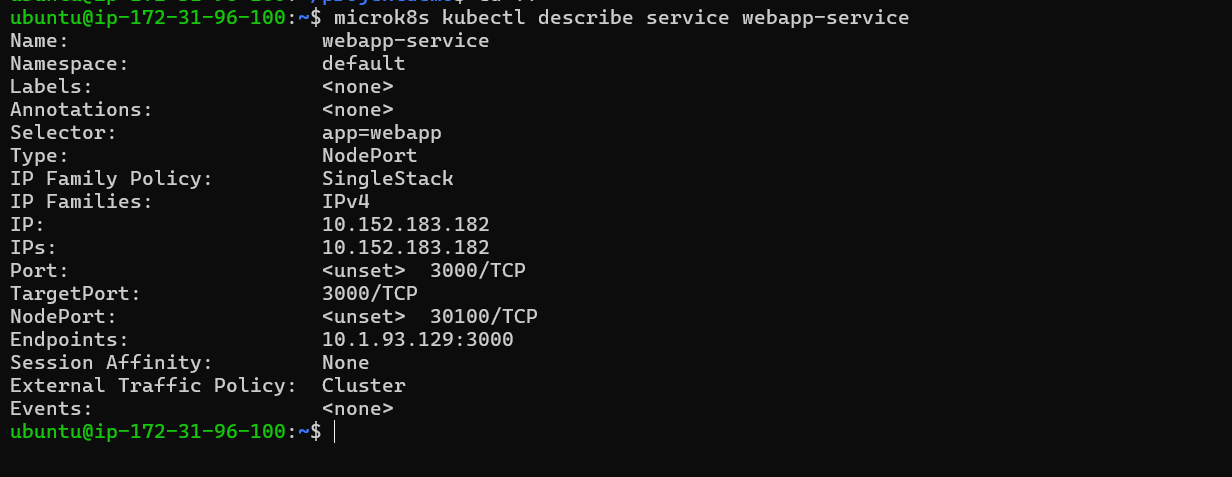 ubuntu@ip-172-31-96-100:~$ microk8s kubectl describe service webapp-service
Name:                     webapp-service
Namespace:                default
Labels:                   <none>
Annotations:              <none>
Selector:                 app=webapp
Type:                     NodePort
IP Family Policy:         SingleStack
IP Families:              IPv4
IP:                       10.152.183.182
IPs:                      10.152.183.182
Port:                     <unset>  3000/TCP
TargetPort:               3000/TCP
NodePort:                 <unset>  30100/TCP
Endpoints:                10.1.93.129:3000
Session Affinity:         None
External Traffic Policy:  Cluster
Events:                   <none>
ubuntu@ip-172-31-96-100:~$